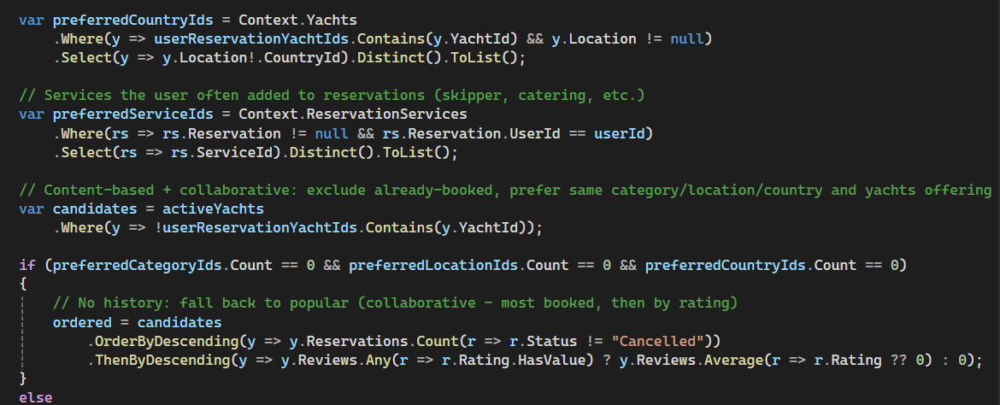 var preferredCountryIds = Context.Yachts
    .Where(y => userReservationYachtIds.Contains(y.YachtId) && y.Location != null)
    .Select(y => y.Location!.CountryId).Distinct().ToList();

// Services the user often added to reservations (skipper, catering, etc.)
var preferredServiceIds = Context.ReservationServices
    .Where(rs => rs.Reservation != null && rs.Reservation.UserId == userId)
    .Select(rs => rs.ServiceId).Distinct().ToList();

// Content-based + collaborative: exclude already-booked, prefer same category/location/country and yachts offering
var candidates = activeYachts
    .Where(y => !userReservationYachtIds.Contains(y.YachtId));

if (preferredCategoryIds.Count == 0 && preferredLocationIds.Count == 0 && preferredCountryIds.Count == 0)
{
    // No history: fall back to popular (collaborative - most booked, then by rating)
    ordered = candidates
        .OrderByDescending(y => y.Reservations.Count(r => r.Status != "Cancelled"))
        .ThenByDescending(y => y.Reviews.Any(r => r.Rating.HasValue) ? y.Reviews.Average(r => r.Rating ?? 0) : 0);
}
else